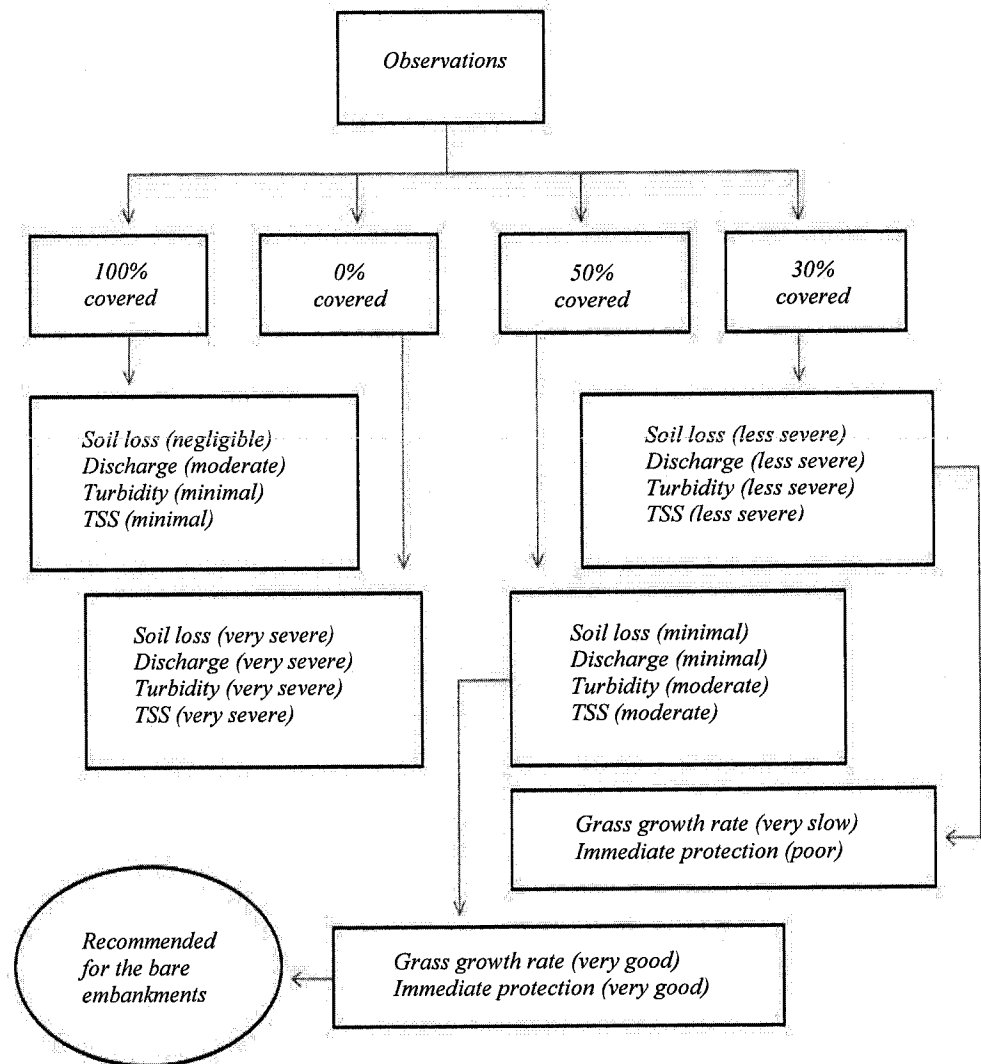 Observations
100%
covered
0%
covered
50%
covered
30%
covered
Soil loss (negligible)
Discharge (moderate)
Turbidity (minimal)
TSS (minimal)
Soil loss (less severe)
Discharge (less severe)
Turbidity (less severe)
TSS (less severe)
Soil loss (very severe)
Discharge (very severe)
Turbidity (very severe)
TSS (very severe)
Soil loss (minimal)
Discharge (minimal)
Turbidity (moderate)
TSS (moderate)
Grass growth rate (very slow)
Immediate protection (poor)
Recommended
for the bare
embankments
Grass growth rate (very good)
Immediate protection (very good)